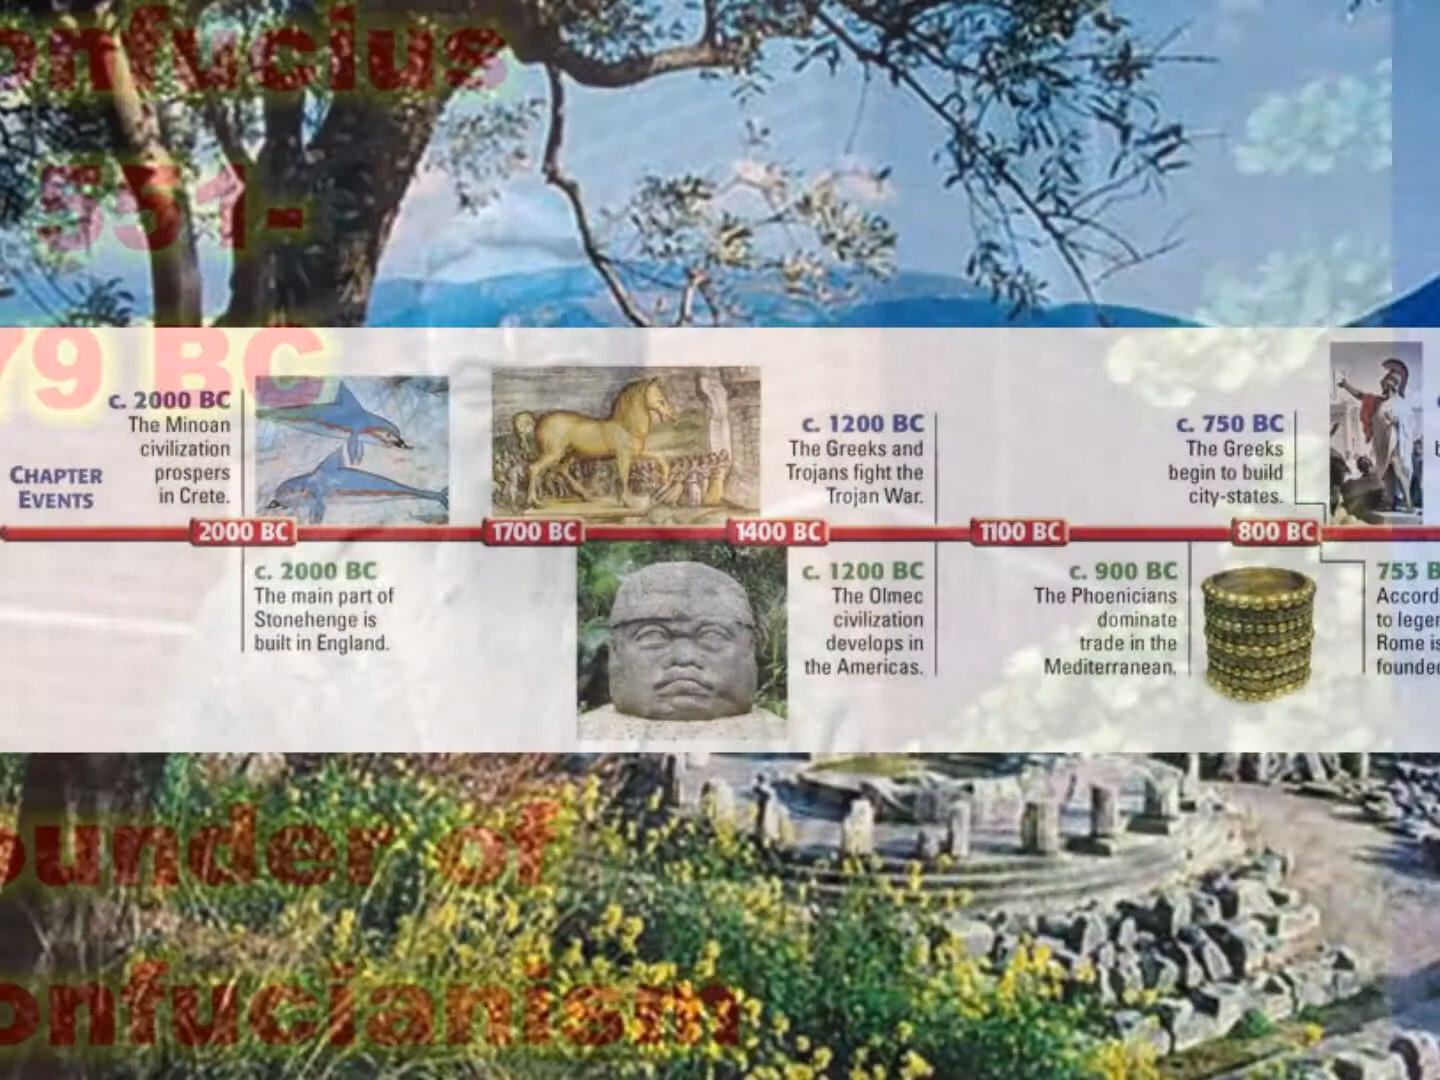 onfucius
551-
79 BC
c. 2000 BC
The Minoan
civilization
prospers
in Crete.
CHAPTER
EVENTS
c. 1200 BC
The Greeks and
Trojans fight the
Trojan War.
c. 750 BC
The Greeks
begin to build
city-states.
2000 BC
1700 BC
1400 BC
1100 BC
800 BC
c. 2000 BC
The main part of
Stonehenge is
built in England.
c. 1200 BC
The Olmec
civilization
develops in
the Americas.
c. 900 BC
The Phoenicians
dominate
trade in the
Mediterranean.
753 B
Accord
to lege
Rome is
founde
ounder of
onfucianism